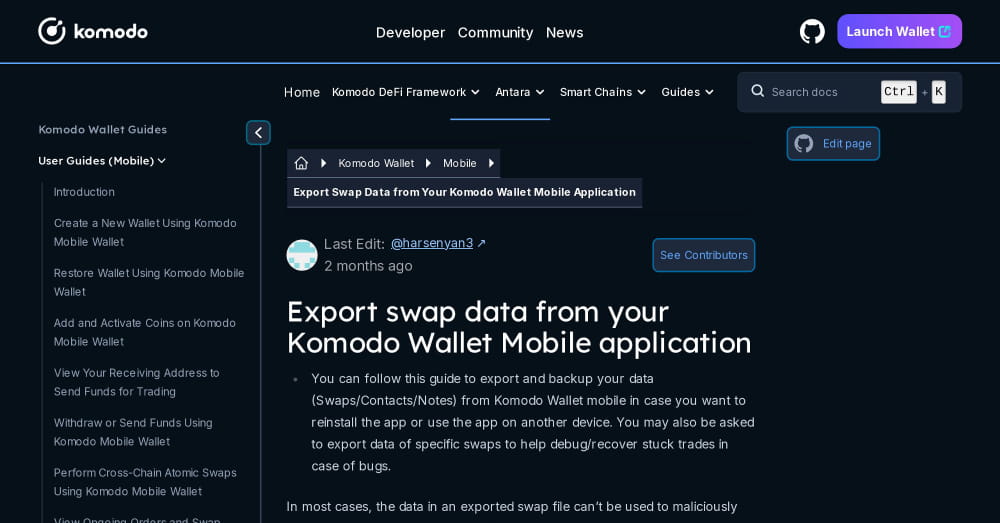 komodo
Developer Community News
Launch Wallet
Home Komodo DeFi Framework Antara Smart Chains Guides
Search docs Ctrl + K
Komodo Wallet Guides
User Guides (Mobile)
Introduction
Create a New Wallet Using Komodo
Mobile Wallet
Restore Wallet Using Komodo Mobile
Wallet
Add and Activate Coins on Komodo
Mobile Wallet
View Your Receiving Address to
Send Funds for Trading
Withdraw or Send Funds Using
Komodo Mobile Wallet
Perform Cross-Chain Atomic Swaps
Using Komodo Mobile Wallet
View Ongoing Orders and Swap
Edit page
Komodo Wallet Mobile
Export Swap Data from Your Komodo Wallet Mobile Application
Last Edit: @harsenyan3 ↗
2 months ago
See Contributors
Export swap data from your
Komodo Wallet Mobile application
• You can follow this guide to export and backup your data
(Swaps/Contacts/Notes) from Komodo Wallet mobile in case you want to
reinstall the app or use the app on another device. You may also be asked
to export data of specific swaps to help debug/recover stuck trades in
case of bugs.
In most cases, the data in an exported swap file can’t be used to maliciously